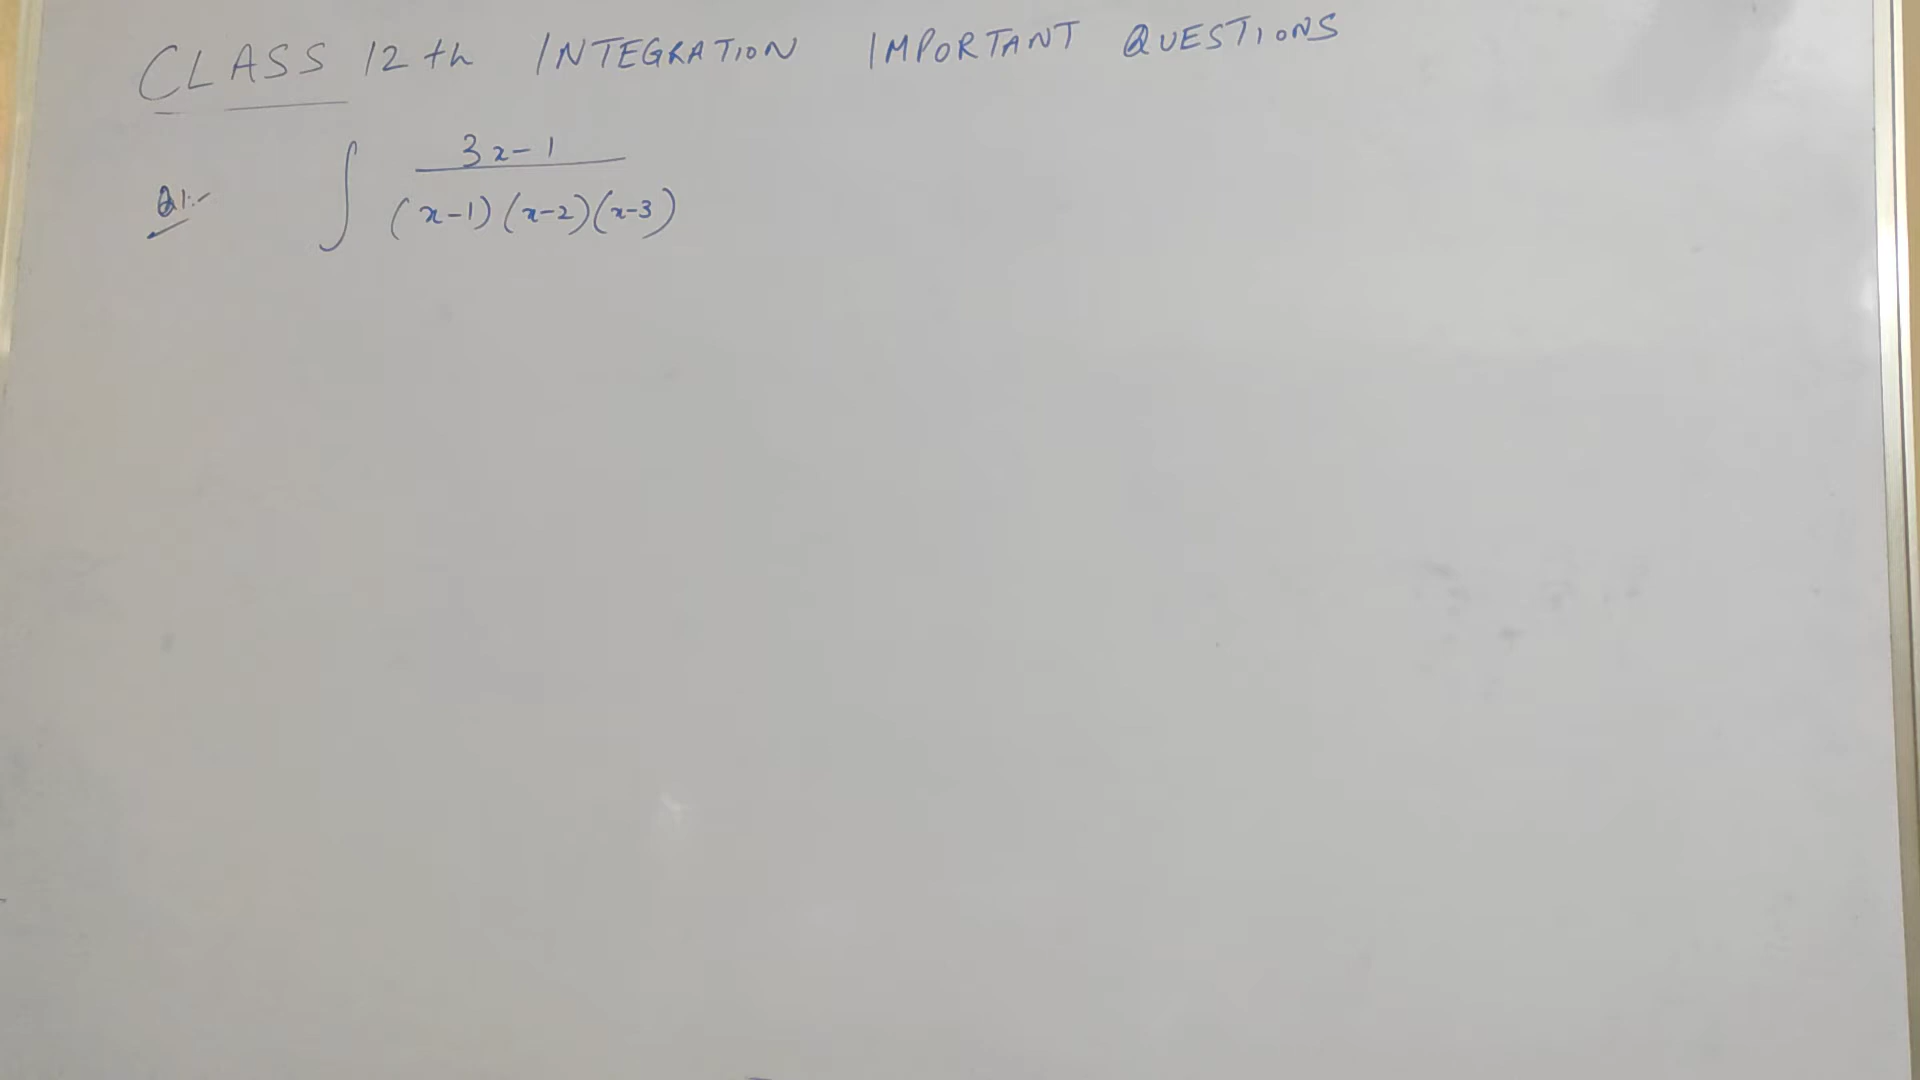 CLASS 12th INTEGRATION IMPORTANT QUESTIONS
Q1:- ∫ 3x-1
(x-1)(x-2)(x-3)